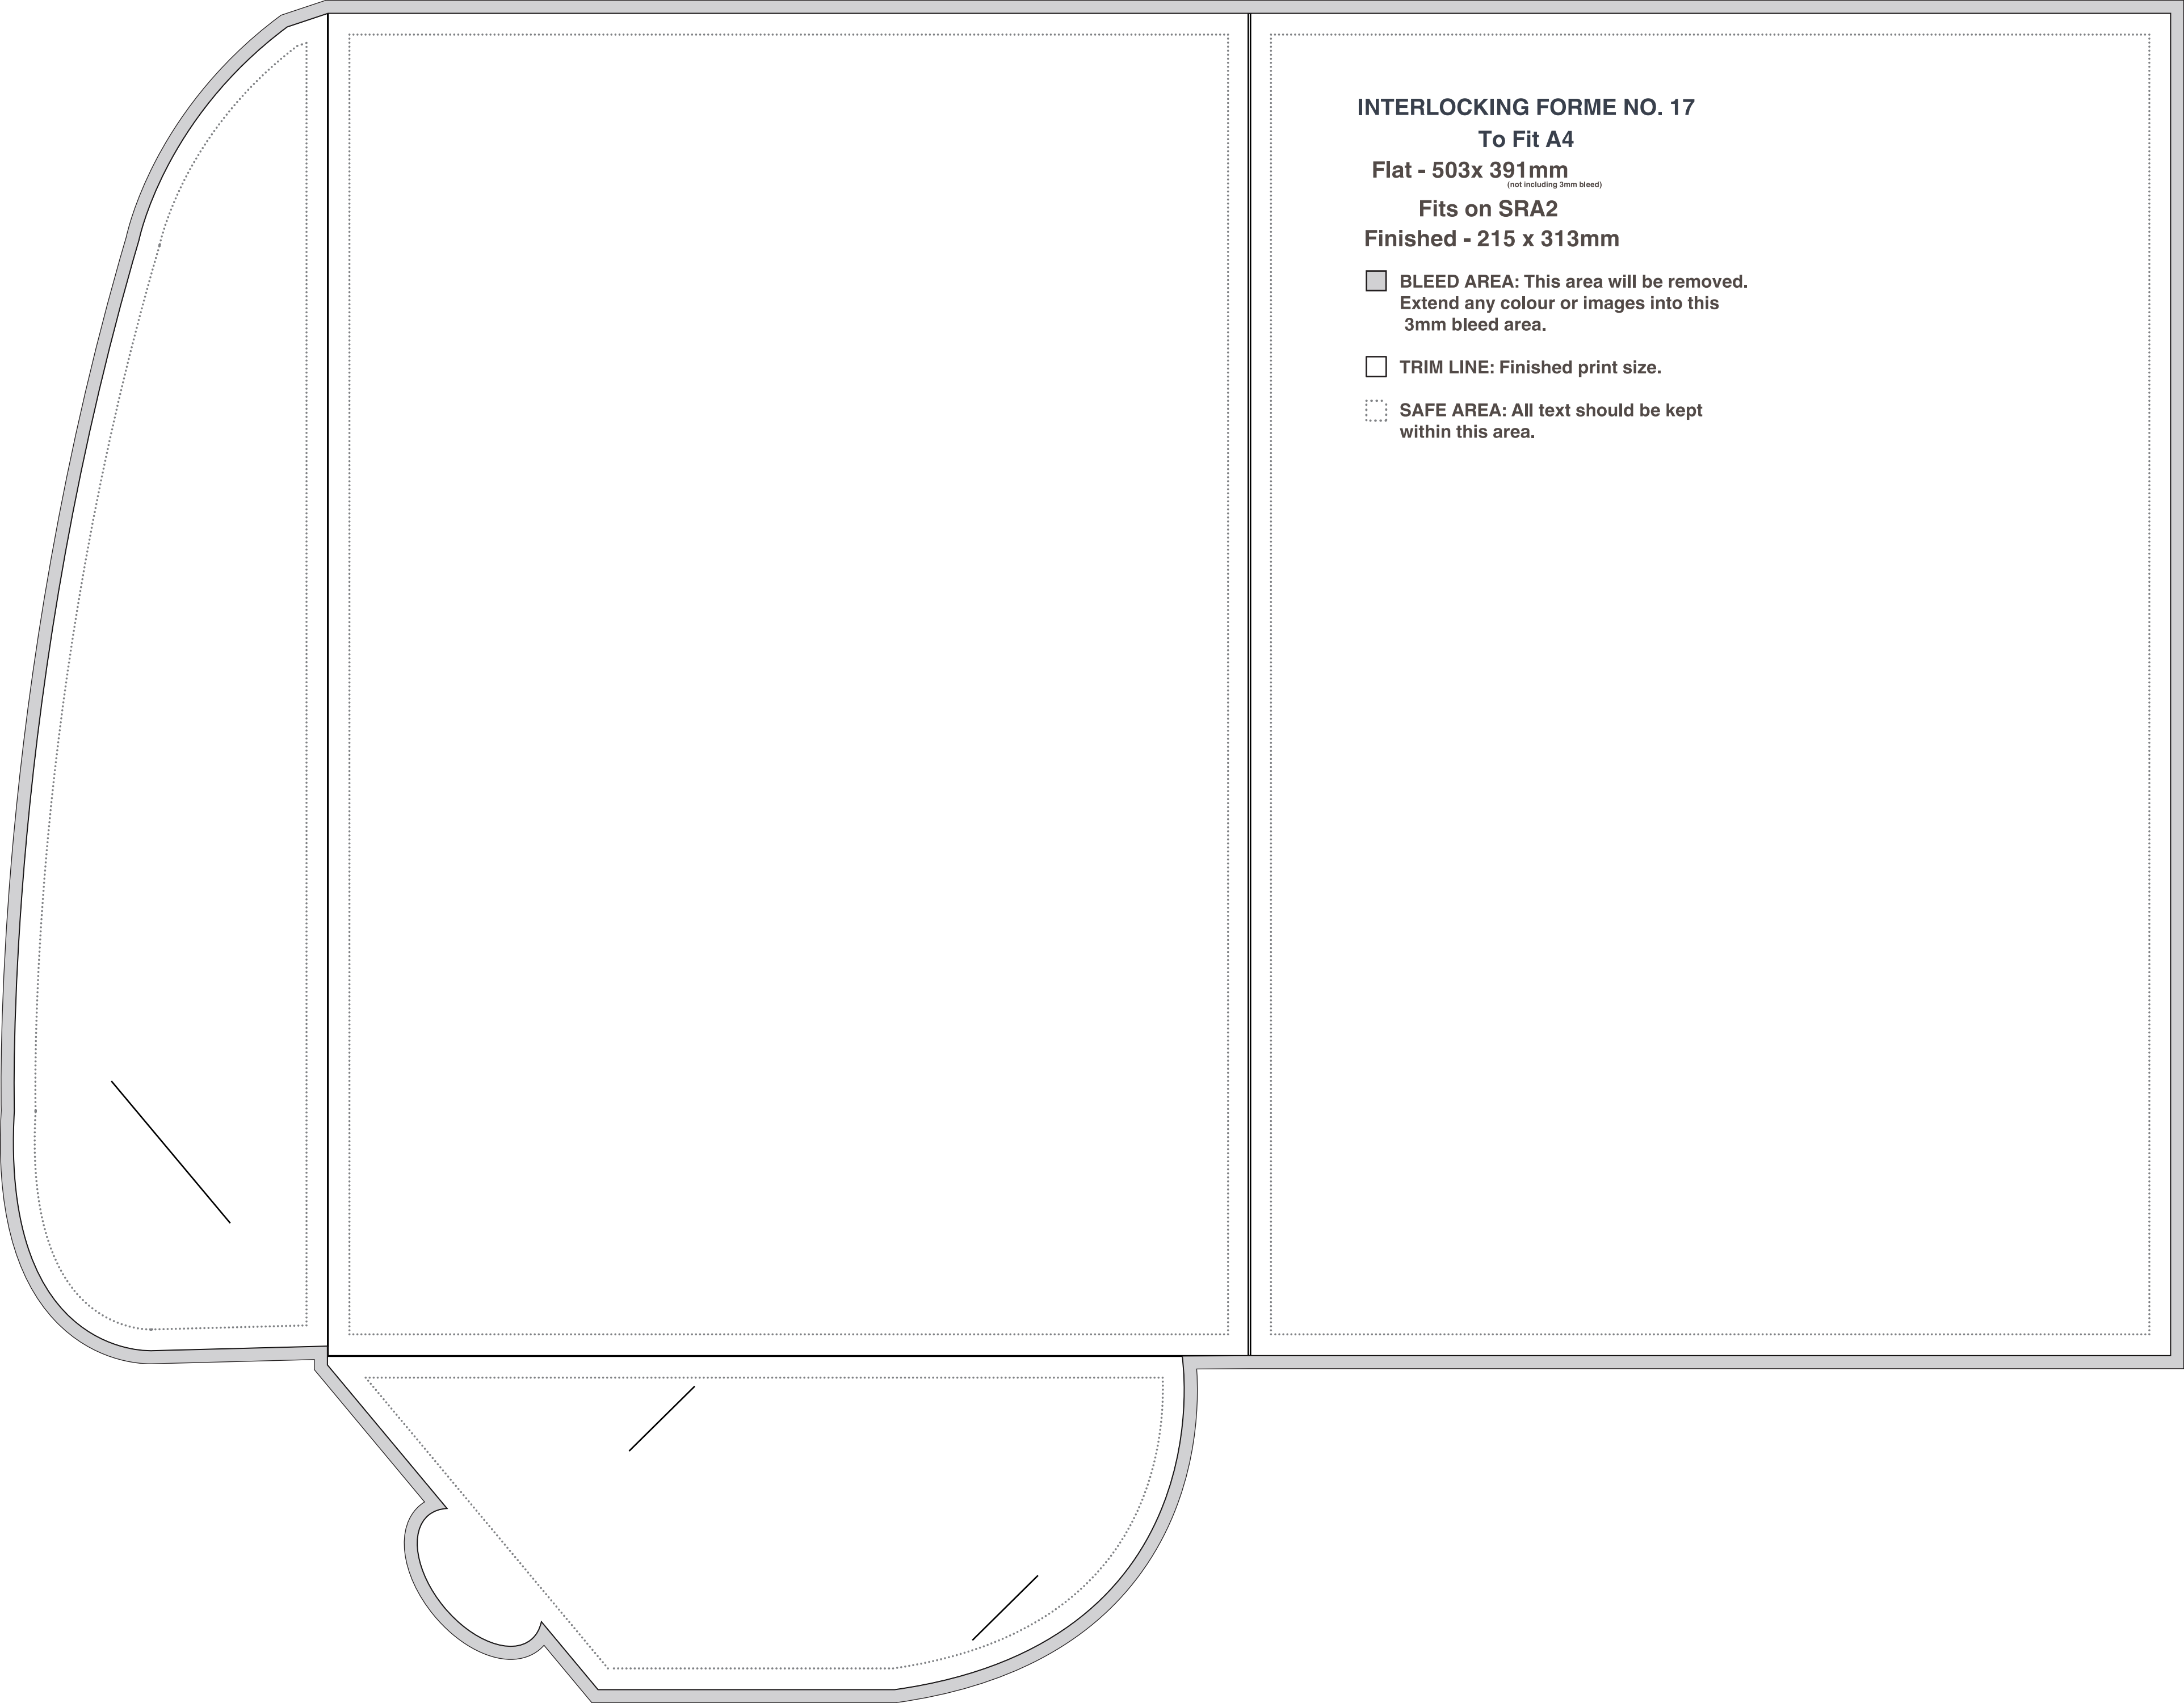 INTERLOCKING FORME NO. 17
To Fit A4
Flat - 503x 391mm
(not including 3mm bleed)
Fits on SRA2
Finished - 215 x 313mm
BLEED AREA: This area will be removed.
Extend any colour or images into this
3mm bleed area.
TRIM LINE: Finished print size.
SAFE AREA: All text should be kept
within this area.